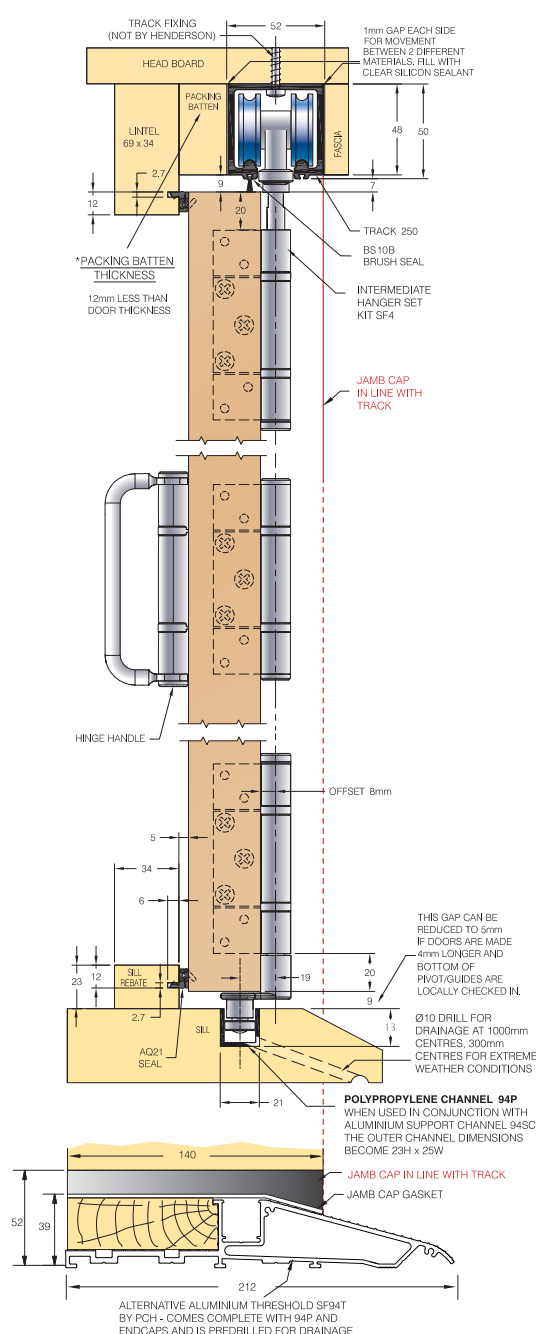 52
TRACK FIXING
(NOT BY HENDERSON)
1mm GAP EACH SIDE
FOR MOVEMENT
BETWEEN 2 DIFFERENT
MATERIALS. FILL WITH
CLEAR SILICON SEALANT
HEAD BOARD
PACKING
BATTEN
LINTEL
69 x 34
FASCIA
48
50
2.7
12
9
7
20
TRACK 250
BS10B
BRUSH SEAL
*PACKING BATTEN
THICKNESS
12mm LESS THAN
DOOR THICKNESS
INTERMEDIATE
HANGER SET
KIT SF4
JAMB CAP
IN LINE WITH
TRACK
HINGE HANDLE
OFFSET 8mm
5
34
6
THIS GAP CAN BE
REDUCED TO 5mm
IF DOORS ARE MADE
4mm LONGER AND
BOTTOM OF
PIVOT/GUIDES ARE
LOCALLY CHECKED IN.
23
12
SILL
REBATE
19
20
9
2.7
SILL
AQ21
SEAL
Ø10 DRILL FOR
DRAINAGE AT 1000mm
CENTRES, 300mm
CENTRES FOR EXTREME
WEATHER CONDITIONS
21
POLYPROPYLENE CHANNEL 94P
WHEN USED IN CONJUNCTION WITH
ALUMINIUM SUPPORT CHANNEL 94SC
THE OUTER CHANNEL DIMENSIONS
BECOME 23H x 25W
140
JAMB CAP IN LINE WITH TRACK
JAMB CAP GASKET
52
39
212
ALTERNATIVE ALUMINIUM THRESHOLD SF94T
BY PCH - COMES COMPLETE WITH 94P AND
ENDCAPS AND IS PREDRILLED FOR DRAINAGE